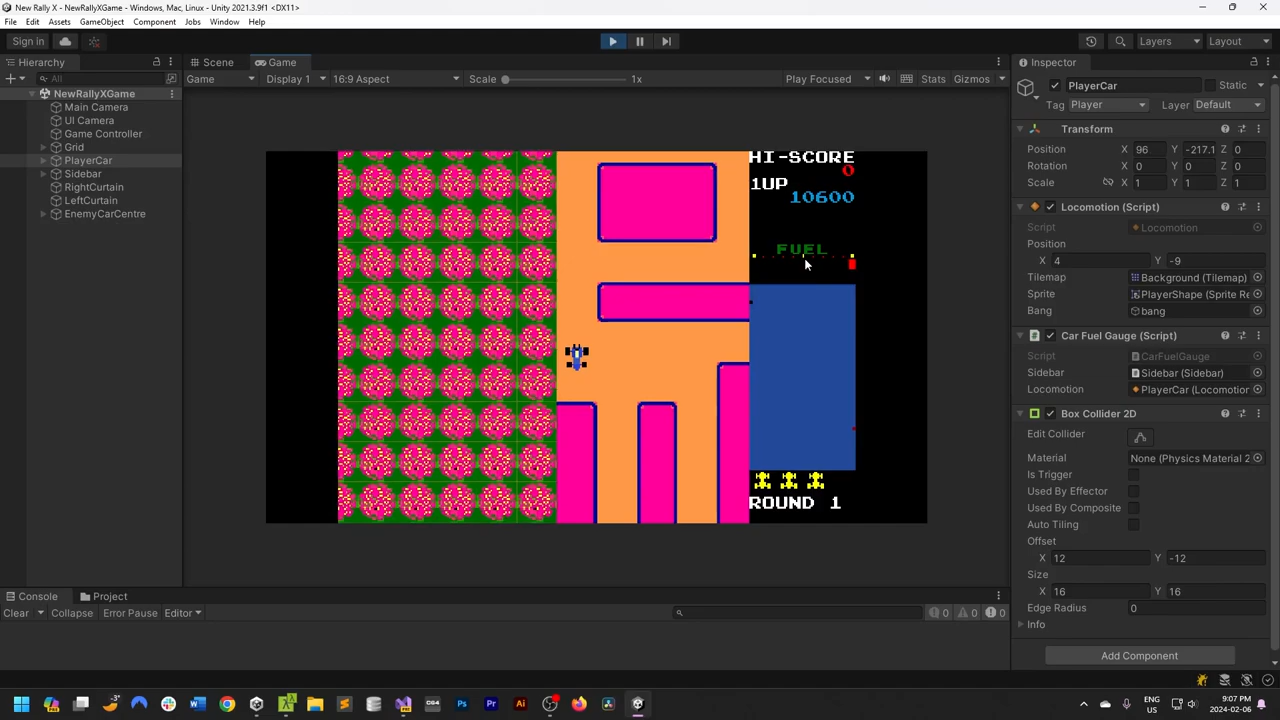 New Rally X - NewRallyXGame - Windows, Mac, Linux - Unity 2021.3.9f1 <DX11>
File Edit Assets GameObject Component Jobs Window Help
Sign in
Layers Layout
Hierarchy
Scene Game
Inspector
All
Game Display 1 16:9 Aspect Scale 1x Play Focused Stats Gizmos
NewRallyXGame
Main Camera
UI Camera
Game Controller
Grid
PlayerCar
Sidebar
RightCurtain
LeftCurtain
EnemyCarCentre
HI-SCORE
0
1UP
10600
FUEL
ROUND 1
PlayerCar Static
Tag Player Layer Default
Transform
Position X 96 Y -217.1 Z 0
Rotation X 0 Y 0 Z 0
Scale X 1 Y 1 Z 1
Locomotion (Script)
Script Locomotion
Position
X 4 Y -9
Tilemap Background (Tilemap)
Sprite PlayerShape (Sprite Re
Bang bang
Car Fuel Gauge (Script)
Script CarFuelGauge
Sidebar Sidebar (Sidebar)
Locomotion PlayerCar (Locomotion
Box Collider 2D
Edit Collider
Material None (Physics Material 2
Is Trigger
Used By Effector
Used By Composite
Auto Tiling
Offset
X 12 Y -12
Size
X 16 Y 16
Edge Radius 0
Info
Add Component
Console Project
Clear Collapse Error Pause Editor
0 0 0
ENG
US
9:07 PM
2024-02-06